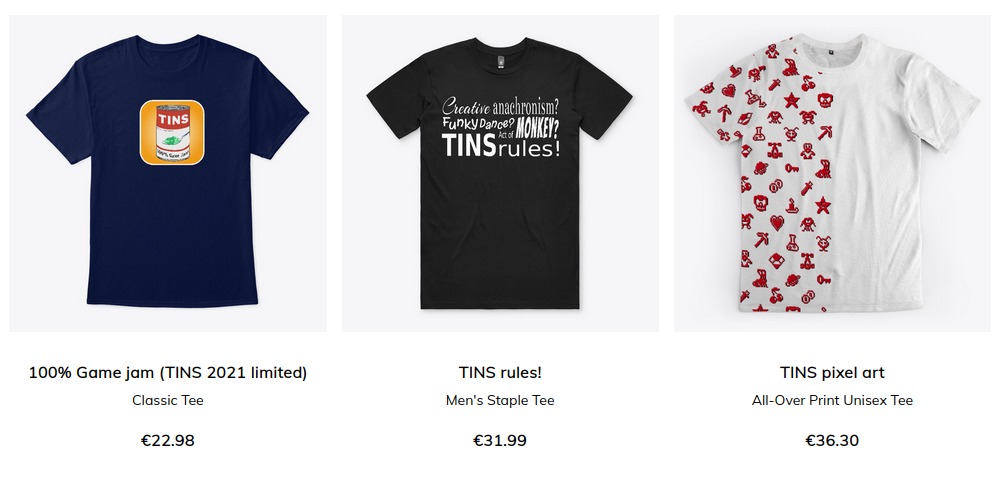 TINS
100% Game Jam
Creative anachronism?
Funky Dance? Act of MONKEY?
TINS rules!
100% Game jam (TINS 2021 limited)
Classic Tee
€22.98
TINS rules!
Men's Staple Tee
€31.99
TINS pixel art
All-Over Print Unisex Tee
€36.30